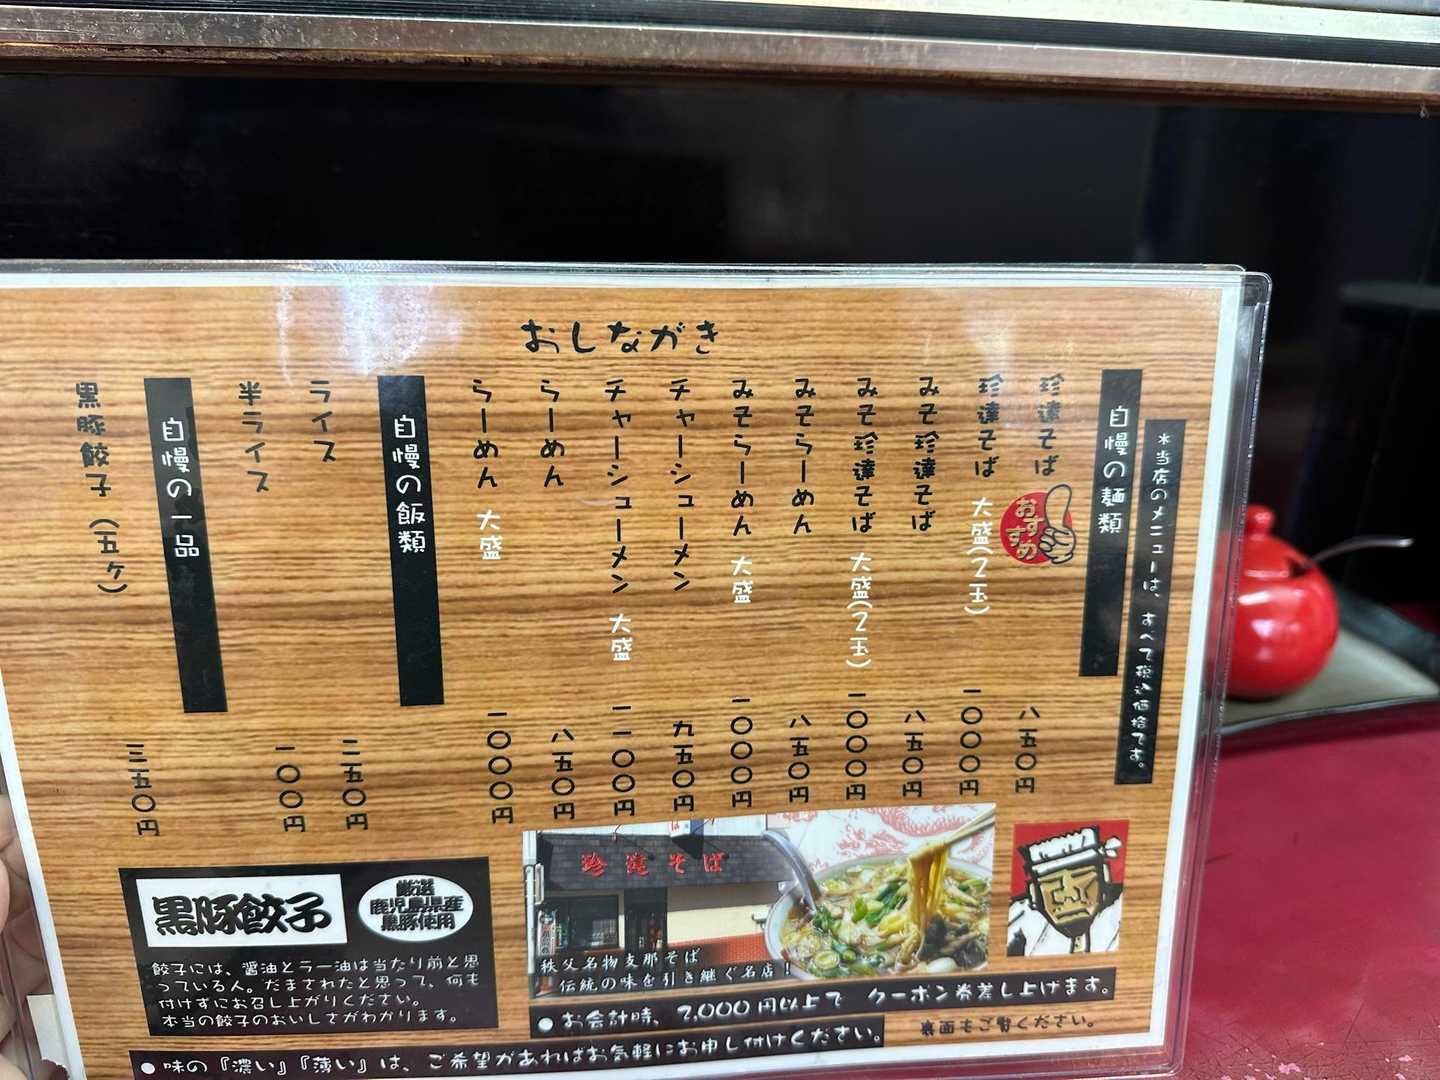 おしながき
*当店のメニューは、すべて税込価格です。
自慢の麺類
珍達そば 八五〇円
おすすめ
珍達そば 大盛(2玉) 一〇〇〇円
みそ珍達そば 八五〇円
みそ珍達そば 大盛(2玉) 一〇〇〇円
みそらーめん 八五〇円
みそらーめん 大盛 一〇〇〇円
チャーシューメン 九五〇円
チャーシューメン 大盛 一一〇〇円
らーめん 八五〇円
らーめん 大盛 一〇〇〇円
自慢の飯類
ライス 二五〇円
半ライス 一〇〇円
自慢の一品
黒豚餃子(五ヶ) 三五〇円
黒豚餃子
厳選
鹿児島県産
黒豚使用
餃子には、醤油とラー油は当たり前と思
っている人。だまされたと思って、何も
付けずにお召し上がりください。
本当の餃子のおいしさがわかります。
珍達そば
秩父名物支那そば
伝統の味を引き継ぐ名店!
●お会計時、2,000円以上で クーポン券差し上げます。
裏面もご覧ください。
●味の『濃い』『薄い』は、ご希望があればお気軽にお申し付けください。